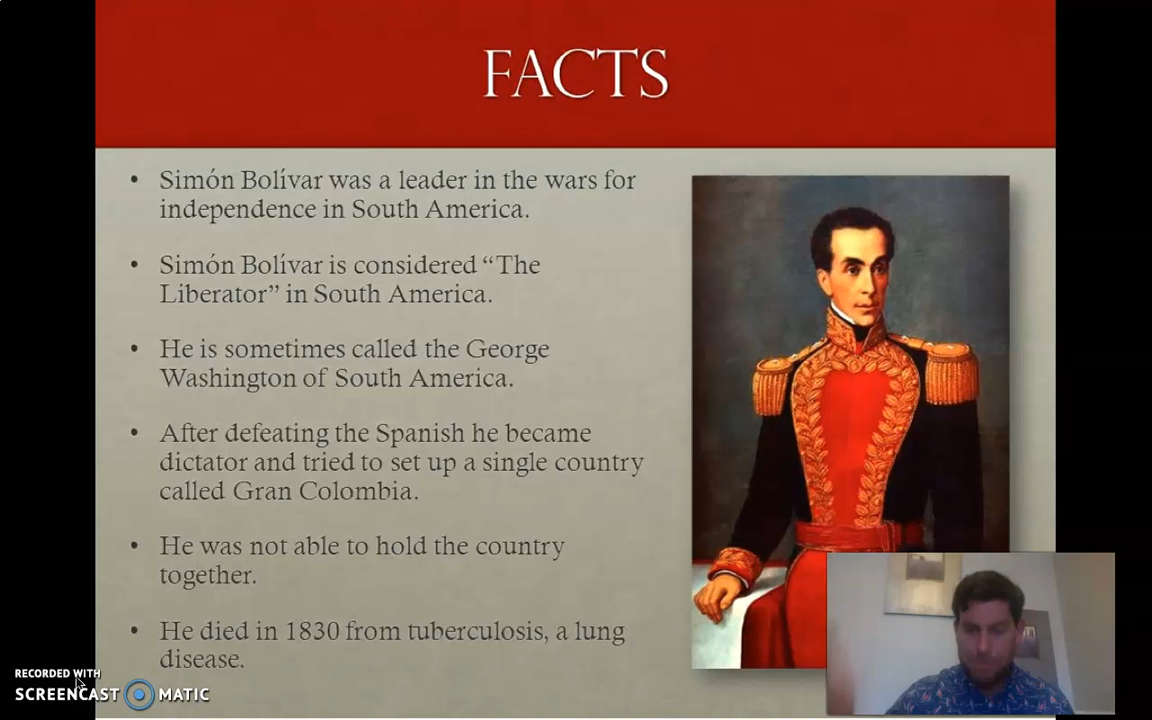 FACTS
• Simón Bolívar was a leader in the wars for
independence in South America.
• Simón Bolívar is considered “The
Liberator” in South America.
• He is sometimes called the George
Washington of South America.
• After defeating the Spanish he became
dictator and tried to set up a single country
called Gran Colombia.
• He was not able to hold the country
together.
• He died in 1830 from tuberculosis, a lung
disease.
RECORDED WITH
SCREENCAST MATIC